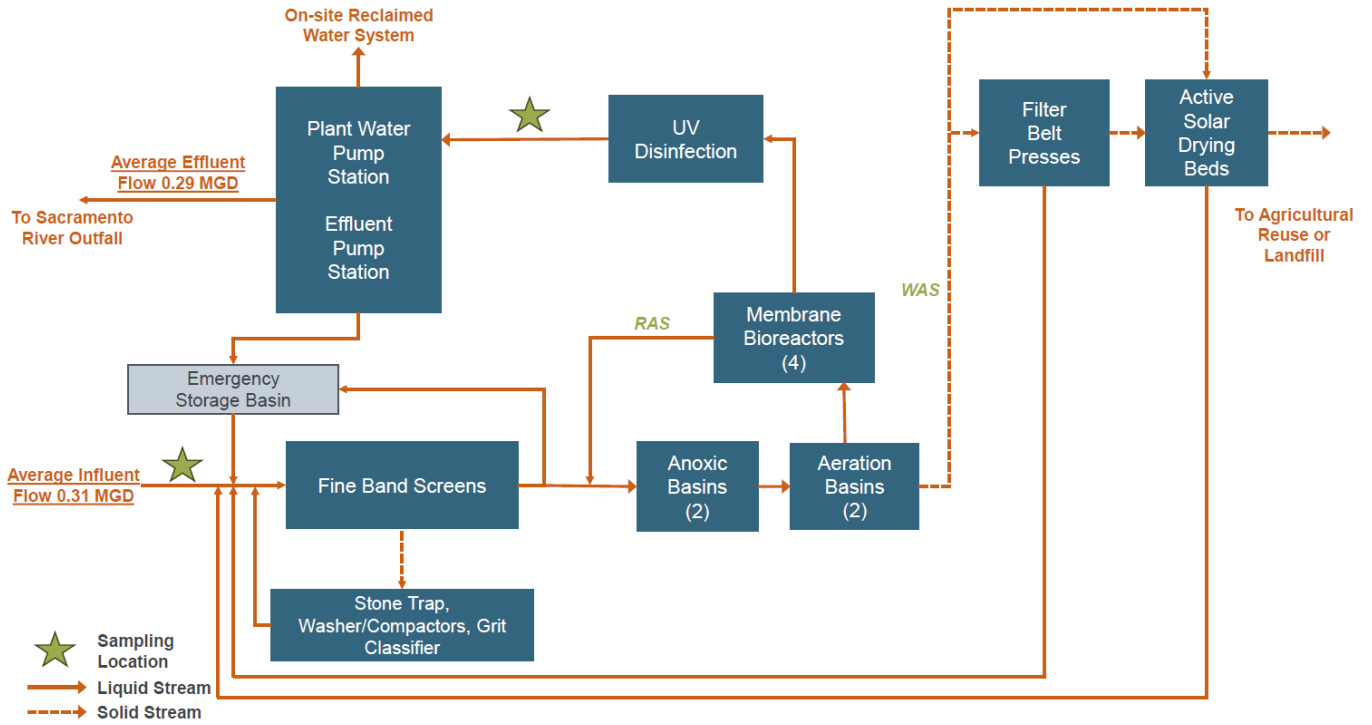 On-site Reclaimed
Water System
Plant Water
Pump
Station
Effluent
Pump
Station
UV
Disinfection
Filter
Belt
Presses
Active
Solar
Drying
Beds
Average Effluent
Flow 0.29 MGD
To Sacramento
River Outfall
To Agricultural
Reuse or
Landfill
WAS
RAS
Membrane
Bioreactors
(4)
Emergency
Storage Basin
Average Influent
Flow 0.31 MGD
Fine Band Screens
Anoxic
Basins
(2)
Aeration
Basins
(2)
Stone Trap,
Washer/Compactors, Grit
Classifier
Sampling
Location
Liquid Stream
Solid Stream